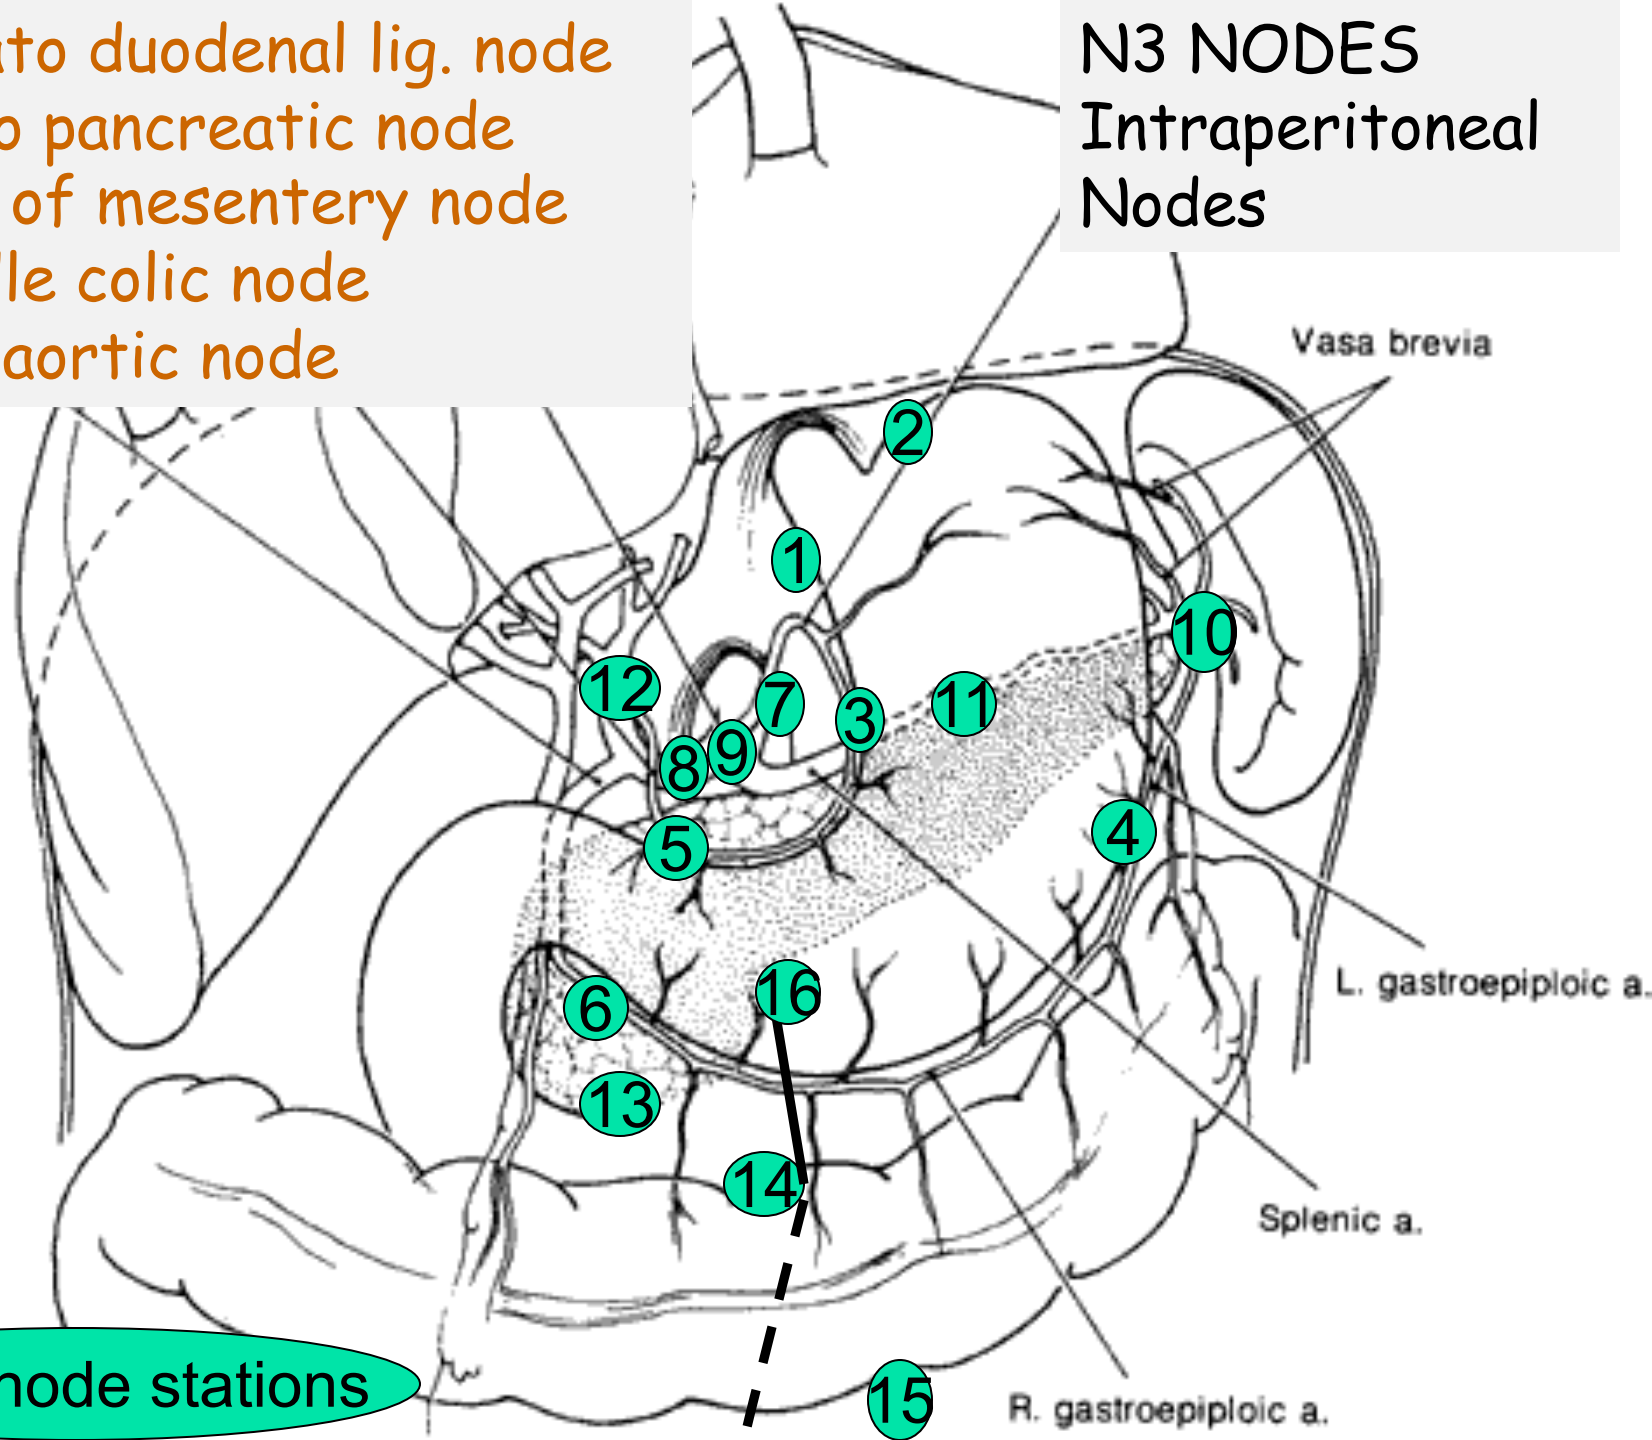 duodenal lig. node
pancreatic node
of mesentery node
colic node
aortic node
N3 NODES
Intraperitoneal
Nodes
Vasa brevia
2
1
10
12
7
3
11
8
9
5
4
L. gastroepiploic a.
6
16
13
14
Splenic a.
node stations
15
R. gastroepiploic a.